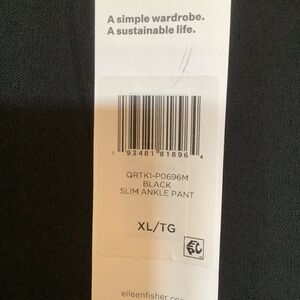 A simple wardrobe.
A sustainable life.
1 93481 81896 4
QRTK1-P0696M
BLACK
SLIM ANKLE PANT
XL/TG
eileenfisher.co